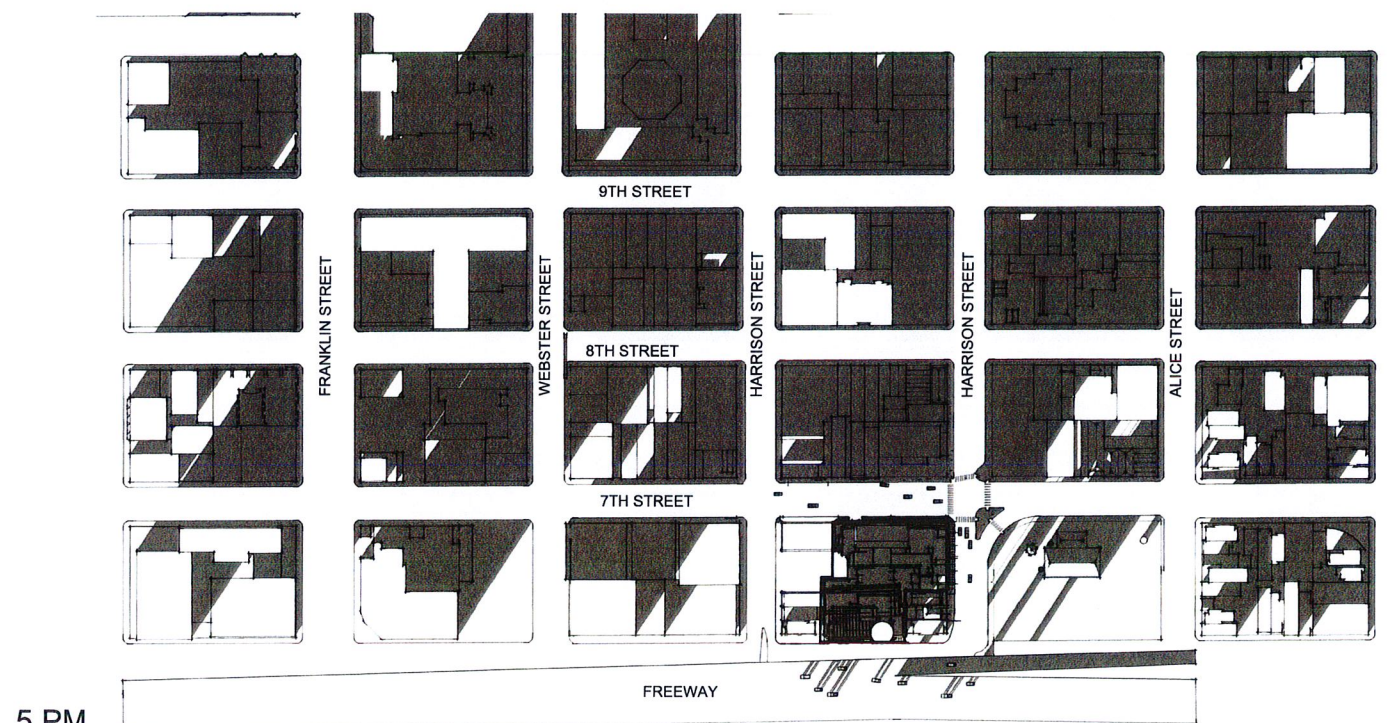 9TH STREET
FRANKLIN STREET
WEBSTER STREET
HARRISON STREET
HARRISON STREET
ALICE STREET
8TH STREET
7TH STREET
FREEWAY
5 PM